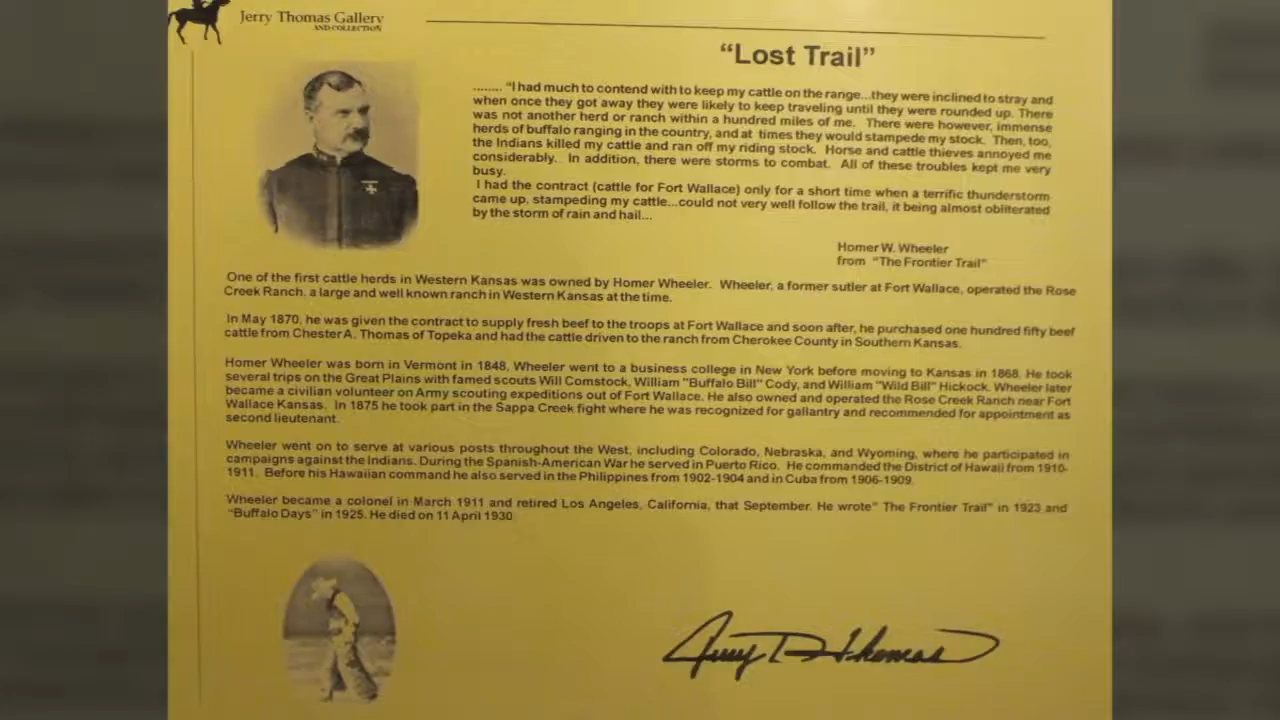 Jerry Thomas Gallery
AND COLLECTION
"Lost Trail"
........ "I had much to contend with to keep my cattle on the range...they were inclined to stray and
when once they got away they were likely to keep traveling until they were rounded up. There
was not another herd or ranch within a hundred miles of me. There were however, immense
herds of buffalo ranging in the country, and at times they would stampede my stock. Then, too,
the Indians killed my cattle and ran off my riding stock. Horse and cattle thieves annoyed me
considerably. In addition, there were storms to combat. All of these troubles kept me very
busy.
I had the contract (cattle for Fort Wallace) only for a short time when a terrific thunderstorm
came up, stampeding my cattle...could not very well follow the trail, it being almost obliterated
by the storm of rain and hail...
Homer W. Wheeler
from "The Frontier Trail"
One of the first cattle herds in Western Kansas was owned by Homer Wheeler. Wheeler, a former sutler at Fort Wallace, operated the Rose
Creek Ranch, a large and well known ranch in Western Kansas at the time.
In May 1870, he was given the contract to supply fresh beef to the troops at Fort Wallace and soon after, he purchased one hundred fifty beef
cattle from Chester A. Thomas of Topeka and had the cattle driven to the ranch from Cherokee County in Southern Kansas.
Homer Wheeler was born in Vermont in 1848, Wheeler went to a business college in New York before moving to Kansas in 1868. He took
several trips on the Great Plains with famed scouts Will Comstock, William "Buffalo Bill" Cody, and William "Wild Bill" Hickock. Wheeler later
became a civilian volunteer on Army scouting expeditions out of Fort Wallace. He also owned and operated the Rose Creek Ranch near Fort
Wallace Kansas. In 1875 he took part in the Sappa Creek fight where he was recognized for gallantry and recommended for appointment as
second lieutenant.
Wheeler went on to serve at various posts throughout the West, including Colorado, Nebraska, and Wyoming, where he participated in
campaigns against the Indians. During the Spanish-American War he served in Puerto Rico. He commanded the District of Hawaii from 1910-
1911. Before his Hawaiian command he also served in the Philippines from 1902-1904 and in Cuba from 1906-1909.
Wheeler became a colonel in March 1911 and retired Los Angeles, California, that September. He wrote" The Frontier Trail" in 1923 and
"Buffalo Days" in 1925. He died on 11 April 1930
Jerry D Thomas